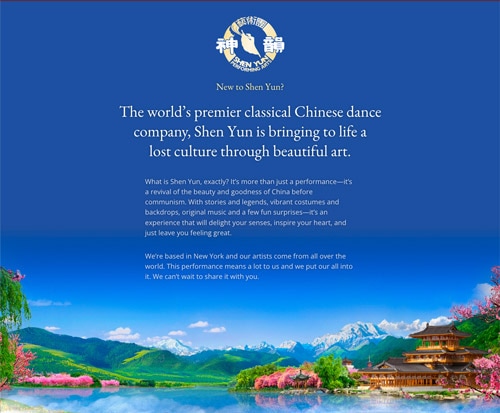 藝術團
神韻
SHEN YUN
PERFORMING ARTS
New to Shen Yun?
The world's premier classical Chinese dance
company, Shen Yun is bringing to life a
lost culture through beautiful art.
What is Shen Yun, exactly? It's more than just a performance—it's
a revival of the beauty and goodness of China before
communism. With stories and legends, vibrant costumes and
backdrops, original music and a few fun surprises—it's an
experience that will delight your senses, inspire your heart, and
just leave you feeling great.
We're based in New York and our artists come from all over the
world. This performance means a lot to us and we put our all into
it. We can't wait to share it with you.